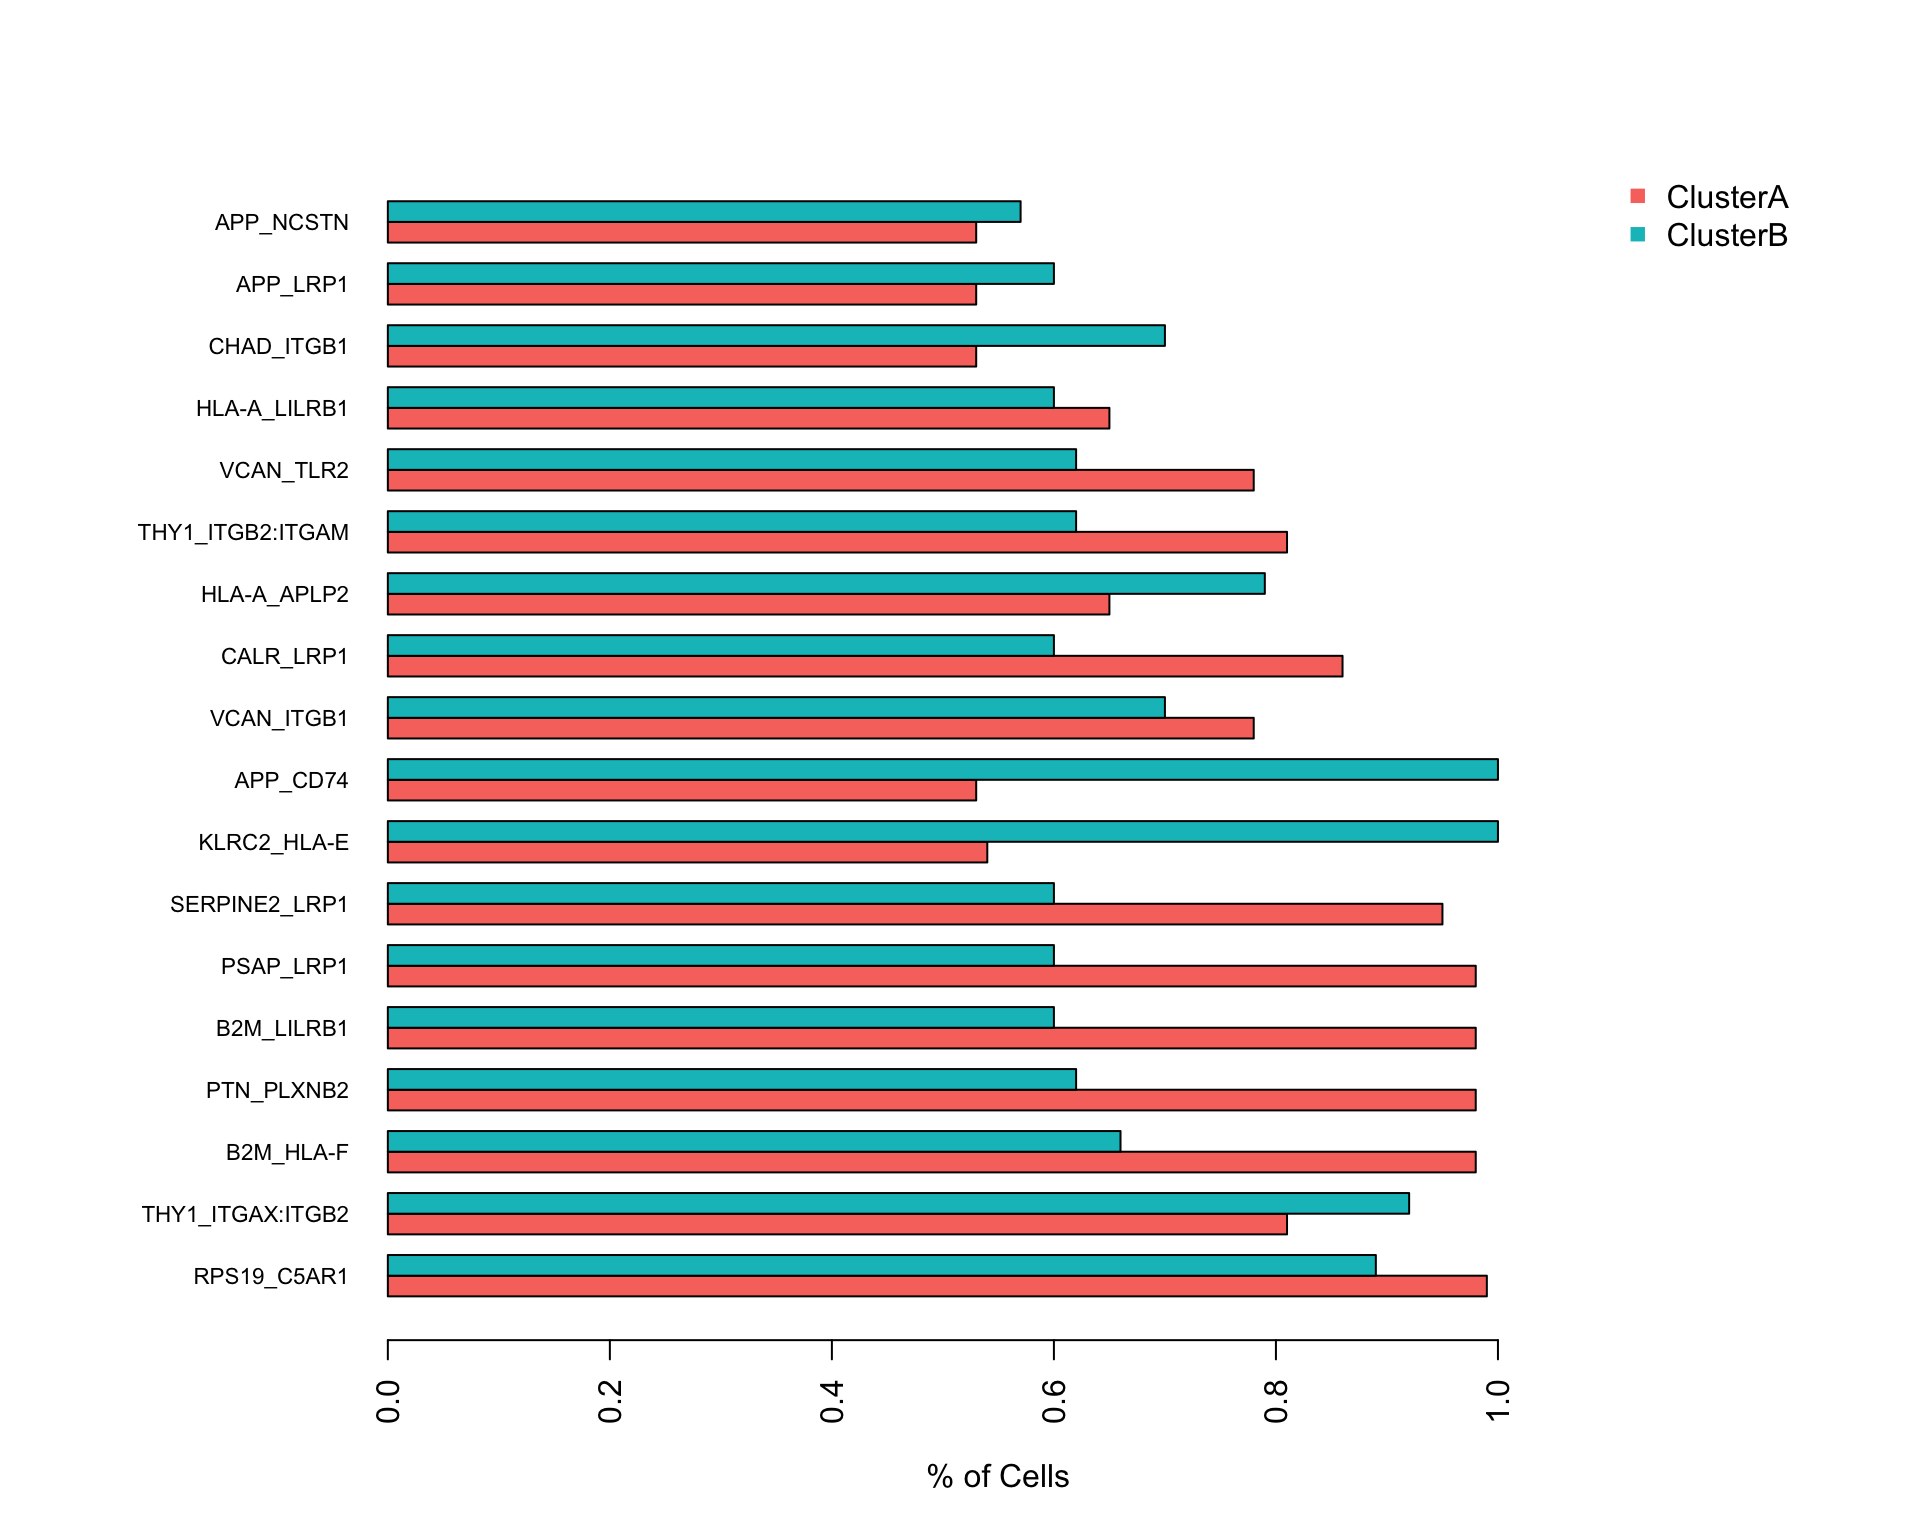 ClusterA
ClusterB
APP_NCSTN
APP_LRP1
CHAD_ITGB1
HLA-A_LILRB1
VCAN_TLR2
THY1_ITGB2:ITGAM
HLA-A_APLP2
CALR_LRP1
VCAN_ITGB1
APP_CD74
KLRC2_HLA-E
SERPINE2_LRP1
PSAP_LRP1
B2M_LILRB1
PTN_PLXNB2
B2M_HLA-F
THY1_ITGAX:ITGB2
RPS19_C5AR1
0.0
0.2
0.4
0.6
0.8
1.0
% of Cells